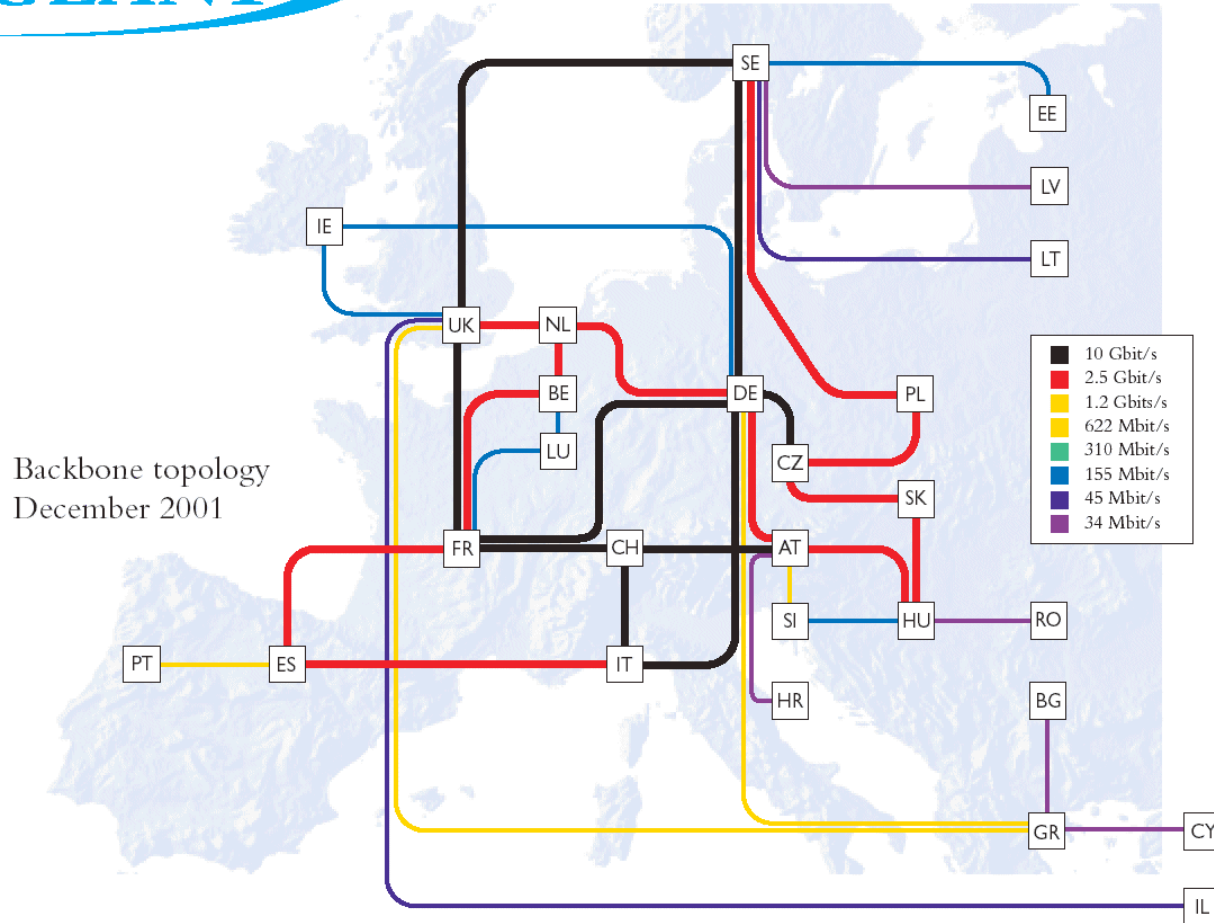 SE
EE
LV
IE
LT
UK
NL
10 Gbit/s
2.5 Gbit/s
1.2 Gbits/s
622 Mbit/s
310 Mbit/s
155 Mbit/s
45 Mbit/s
34 Mbit/s
BE
DE
PL
LU
CZ
Backbone topology
December 2001
SK
FR
CH
AT
SI
HU
RO
PT
ES
IT
HR
BG
GR
CY
IL